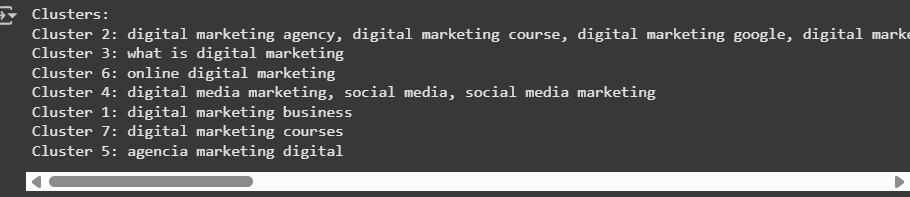 Clusters:
Cluster 2: digital marketing agency, digital marketing course, digital marketing google, digital
Cluster 3: what is digital marketing
Cluster 6: online digital marketing
Cluster 4: digital media marketing, social media, social media marketing
Cluster 1: digital marketing business
Cluster 7: digital marketing courses
Cluster 5: agencia marketing digital